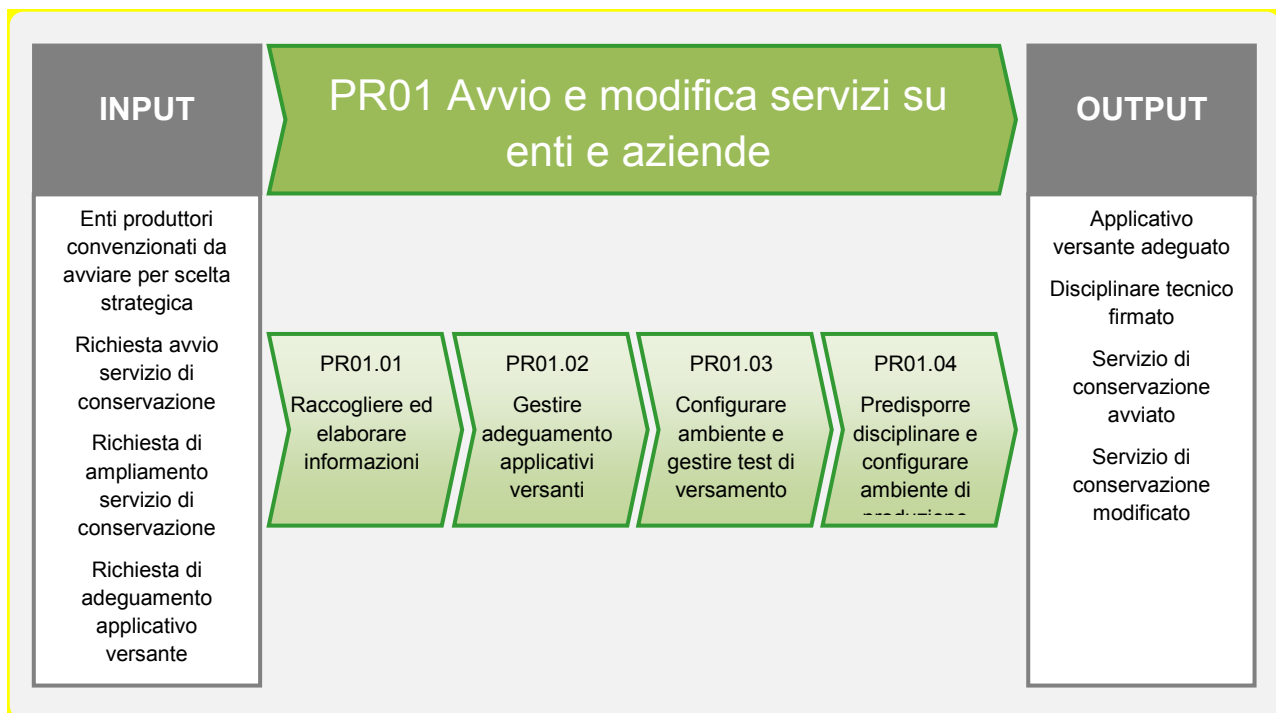 INPUT
Enti produttori
convenzionati da
avviare per scelta
strategica
Richiesta avvio
servizio di
conservazione
Richiesta di
ampliamento
servizio di
conservazione
Richiesta di
adeguamento
applicativo
versante
PR01 Avvio e modifica servizi su
enti e aziende
PR01.01
Raccogliere ed
elaborare
informazioni
PR01.02
Gestire
adeguamento
applicativi
versanti
PR01.03
Configurare
ambiente e
gestire test di
versamento
PR01.04
Predisporre
disciplinare e
configurare
ambiente di
produzione
OUTPUT
Applicativo
versante adeguato
Disciplinare tecnico
firmato
Servizio di
conservazione
avviato
Servizio di
conservazione
modificato